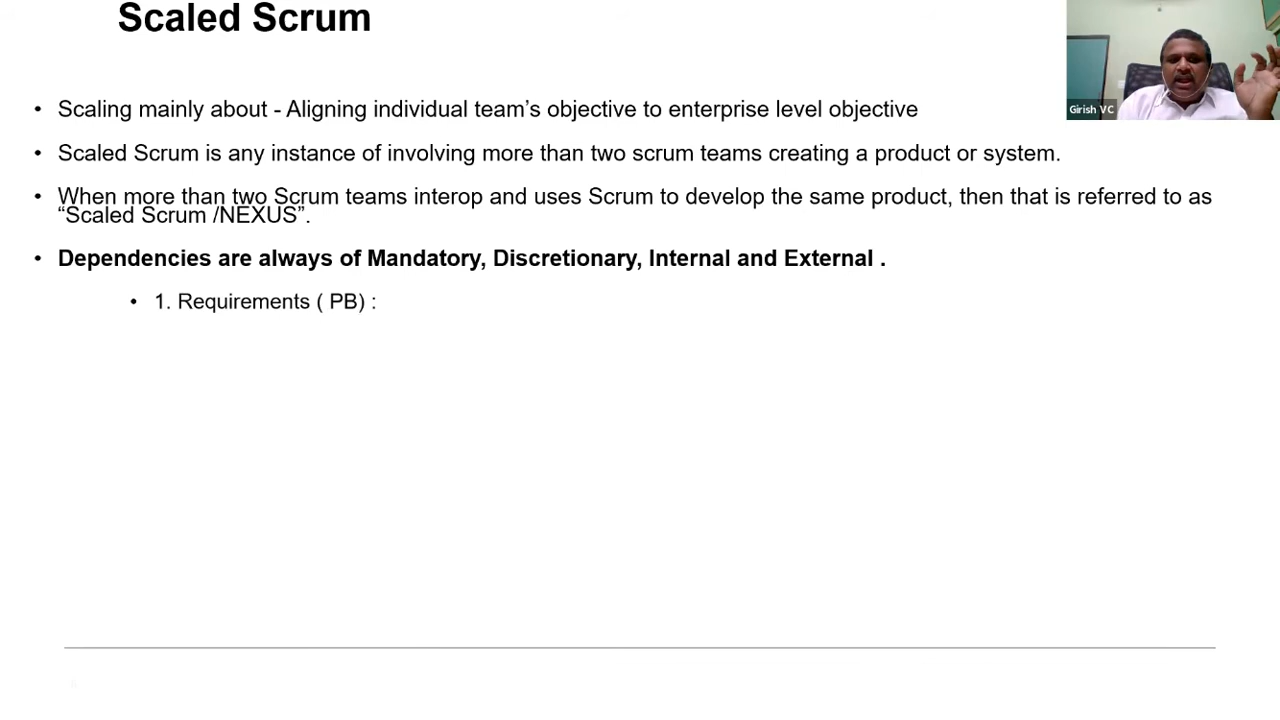 Scaled Scrum
Girish VC
• Scaling mainly about - Aligning individual team’s objective to enterprise level objective
• Scaled Scrum is any instance of involving more than two scrum teams creating a product or system.
• When more than two Scrum teams interop and uses Scrum to develop the same product, then that is referred to as
“Scaled Scrum /NEXUS”.
• Dependencies are always of Mandatory, Discretionary, Internal and External .
• 1. Requirements ( PB) :